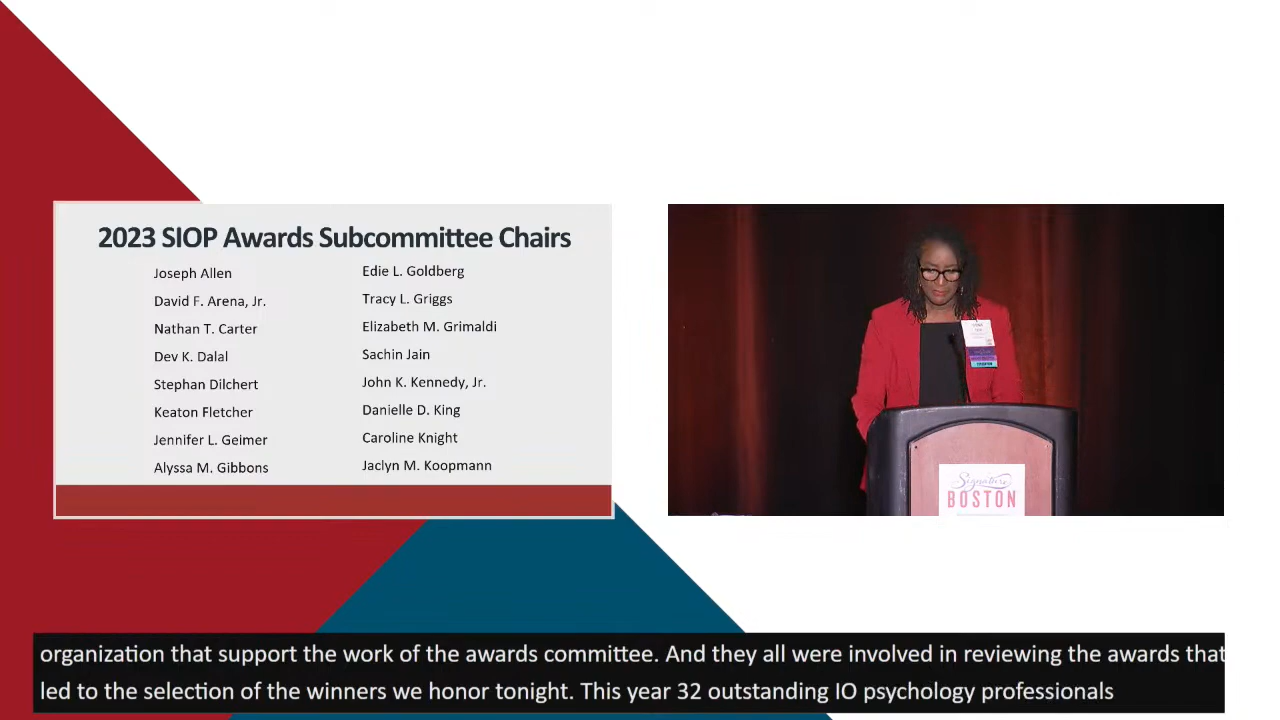 2023 SIOP Awards Subcommittee Chairs
Joseph Allen
David F. Arena, Jr.
Nathan T. Carter
Dev K. Dalal
Stephan Dilchert
Keaton Fletcher
Jennifer L. Geimer
Alyssa M. Gibbons
Edie L. Goldberg
Tracy L. Griggs
Elizabeth M. Grimaldi
Sachin Jain
John K. Kennedy, Jr.
Danielle D. King
Caroline Knight
Jaclyn M. Koopmann
Signature
BOSTON
organization that support the work of the awards committee. And they all were involved in reviewing the awards that
led to the selection of the winners we honor tonight. This year 32 outstanding IO psychology professionals